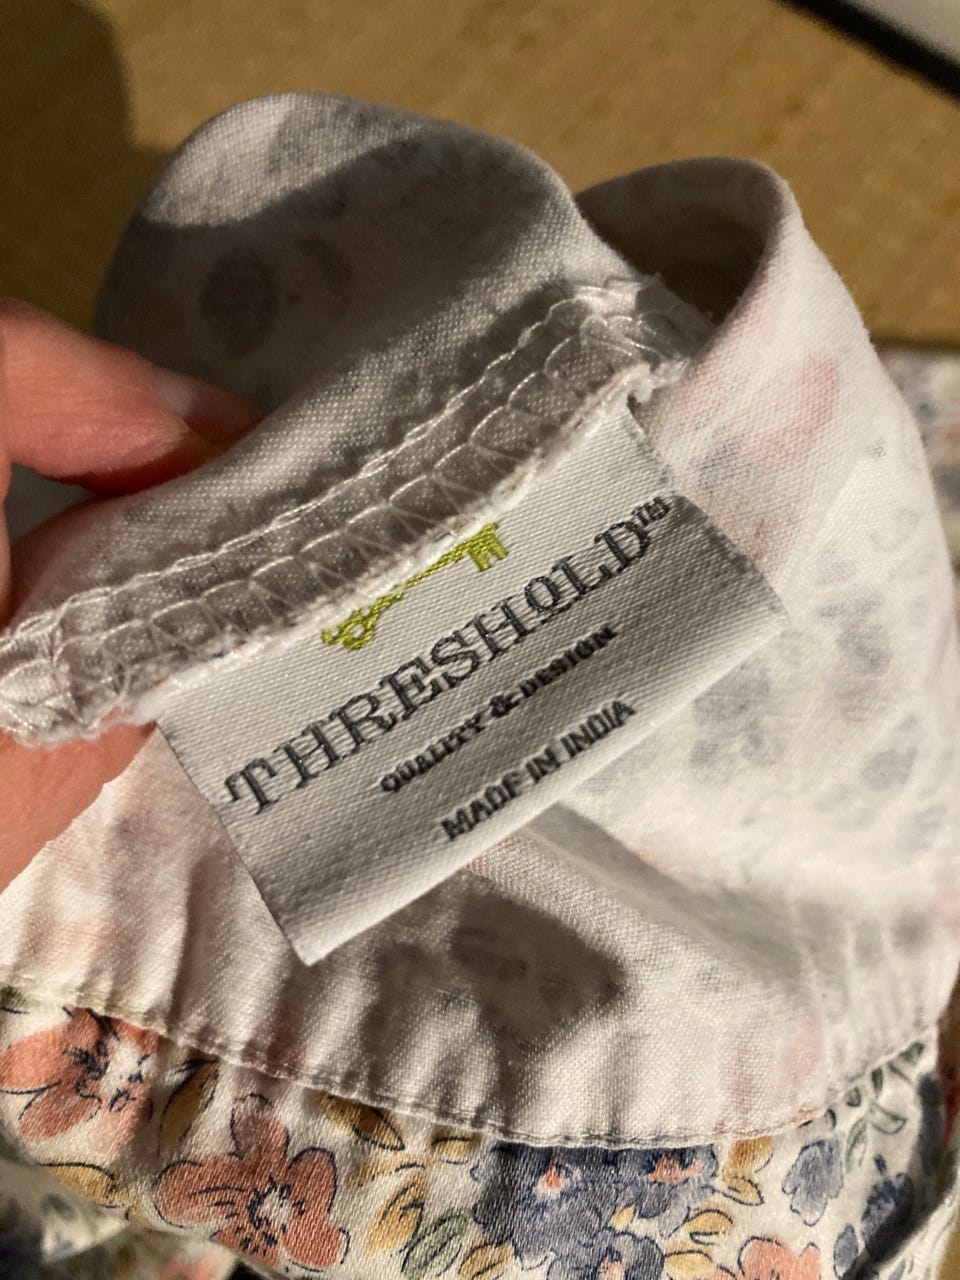 THRESHOLD™
QUALITY & DESIGN
MADE IN INDIA